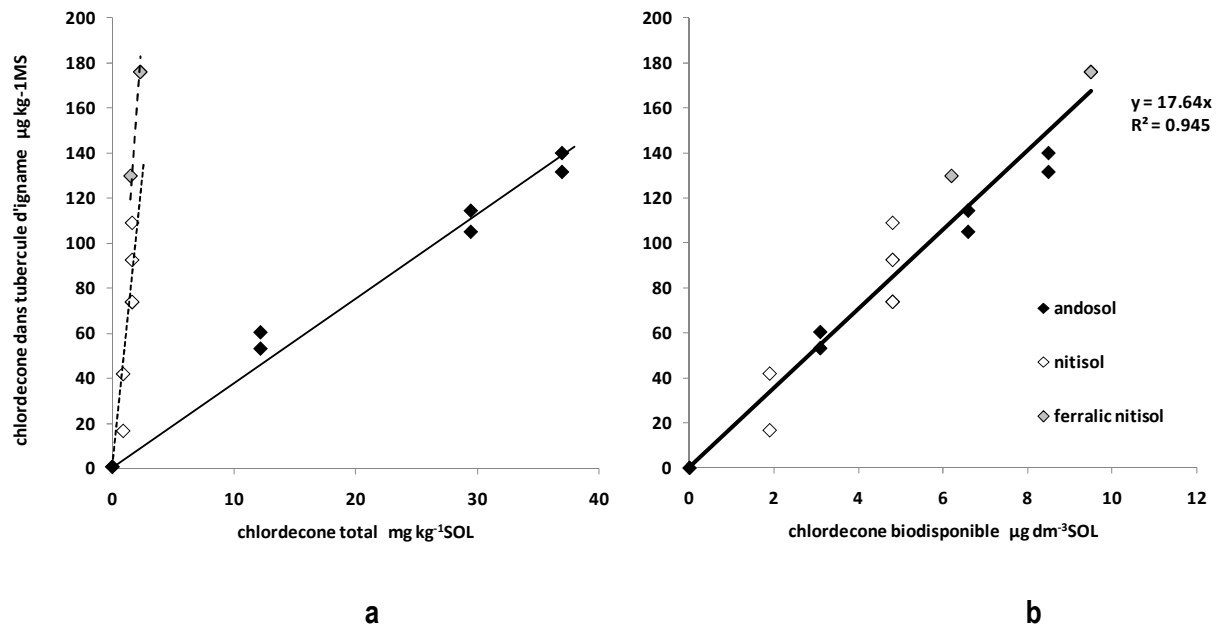 chlordecone dans tubercule d'igname µg kg-1MS
200
180
160
140
120
100
80
60
40
20
0
0 10 20 30 40
chlordecone total mg kg-1SOL
a
200
180
160
140
120
100
80
60
40
20
0
y = 17.64x
R² = 0.945
andosol
nitisol
ferralic nitisol
0 2 4 6 8 10 12
chlordecone biodisponible µg dm-3SOL
b